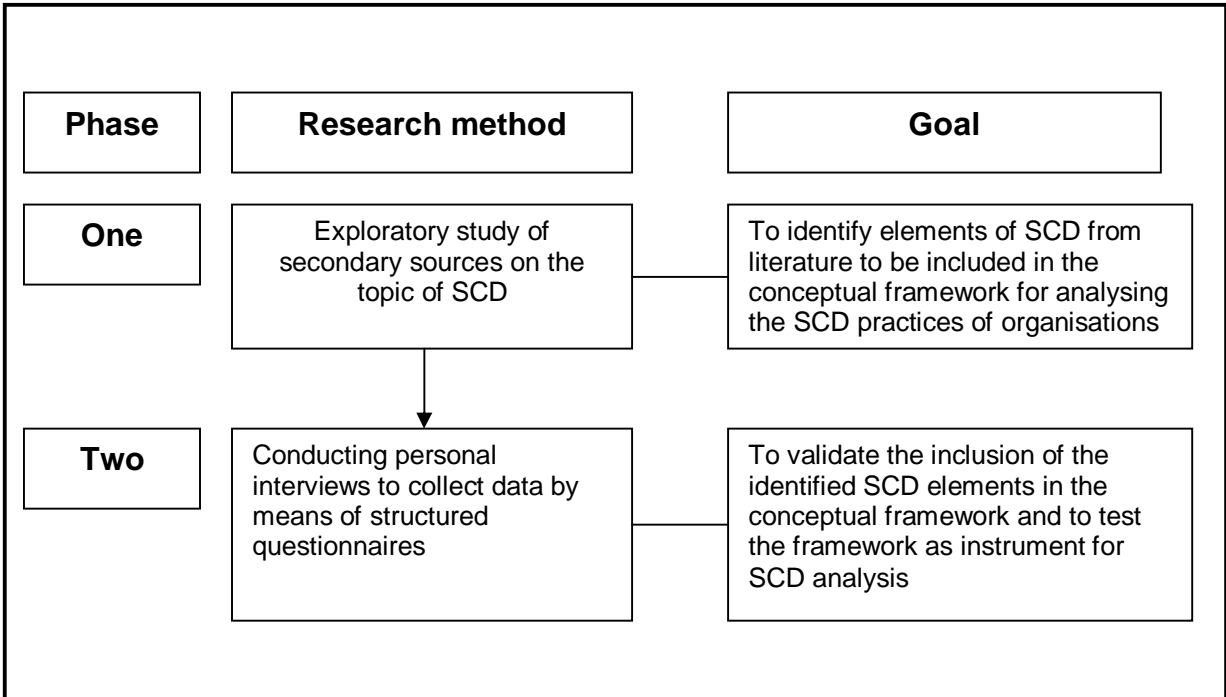 Phase
Research method
Goal
One
Exploratory study of
secondary sources on the
topic of SCD
To identify elements of SCD from
literature to be included in the
conceptual framework for analysing
the SCD practices of organisations
Two
Conducting personal
interviews to collect data by
means of structured
questionnaires
To validate the inclusion of the
identified SCD elements in the
conceptual framework and to test
the framework as instrument for
SCD analysis